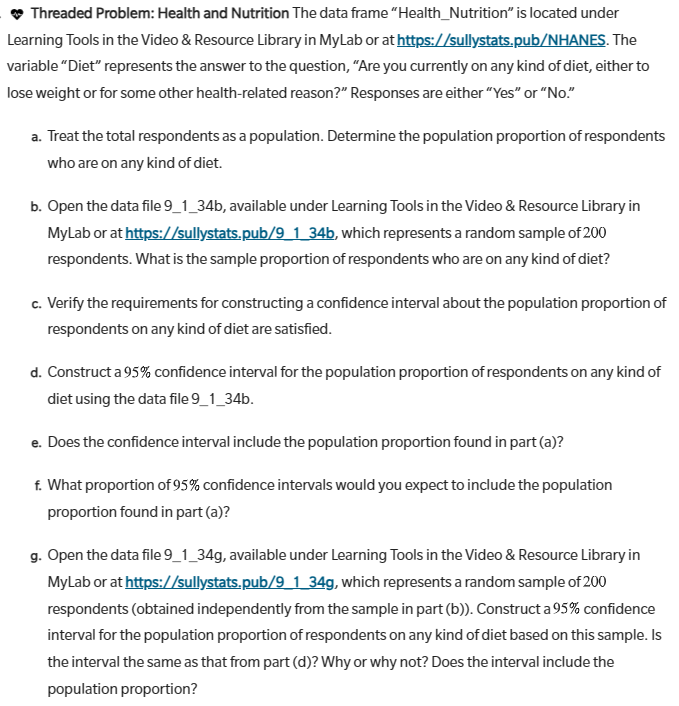 Threaded Problem: Health and Nutrition The data frame “Health_Nutrition” is located under
Learning Tools in the Video & Resource Library in MyLab or at https://sullystats.pub/NHANES. The
variable “Diet” represents the answer to the question, “Are you currently on any kind of diet, either to
lose weight or for some other health-related reason?” Responses are either “Yes” or “No.”
a. Treat the total respondents as a population. Determine the population proportion of respondents
who are on any kind of diet.
b. Open the data file 9_1_34b, available under Learning Tools in the Video & Resource Library in
MyLab or at https://sullystats.pub/9_1_34b, which represents a random sample of 200
respondents. What is the sample proportion of respondents who are on any kind of diet?
c. Verify the requirements for constructing a confidence interval about the population proportion of
respondents on any kind of diet are satisfied.
d. Construct a 95% confidence interval for the population proportion of respondents on any kind of
diet using the data file 9_1_34b.
e. Does the confidence interval include the population proportion found in part (a)?
f. What proportion of 95% confidence intervals would you expect to include the population
proportion found in part (a)?
g. Open the data file 9_1_34g, available under Learning Tools in the Video & Resource Library in
MyLab or at https://sullystats.pub/9_1_34g, which represents a random sample of 200
respondents (obtained independently from the sample in part (b)). Construct a 95% confidence
interval for the population proportion of respondents on any kind of diet based on this sample. Is
the interval the same as that from part (d)? Why or why not? Does the interval include the
population proportion?